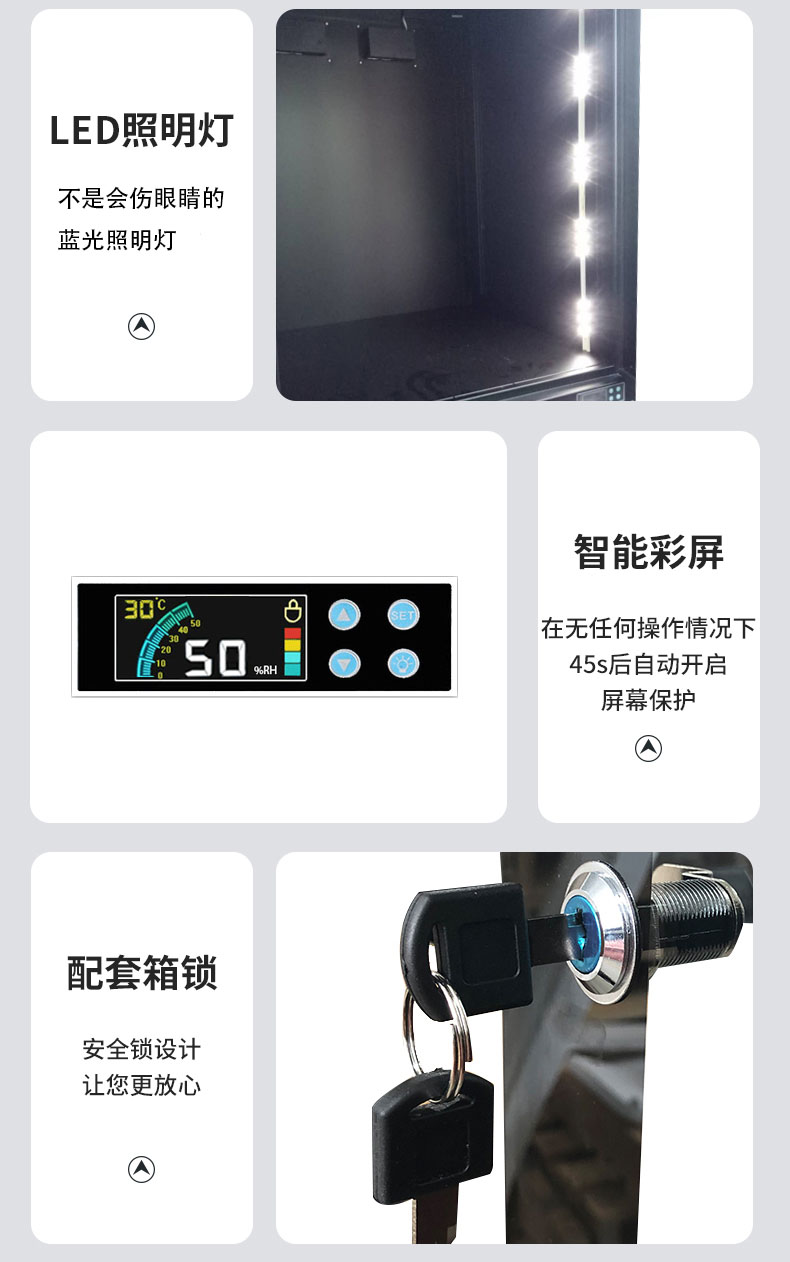 LED照明灯
不是会伤眼睛的
蓝光照明灯
30°C
50
40
30
20
10
0
50
%RH
SET
智能彩屏
在无任何操作情况下
45s后自动开启
屏幕保护
配套箱锁
安全锁设计
让您更放心